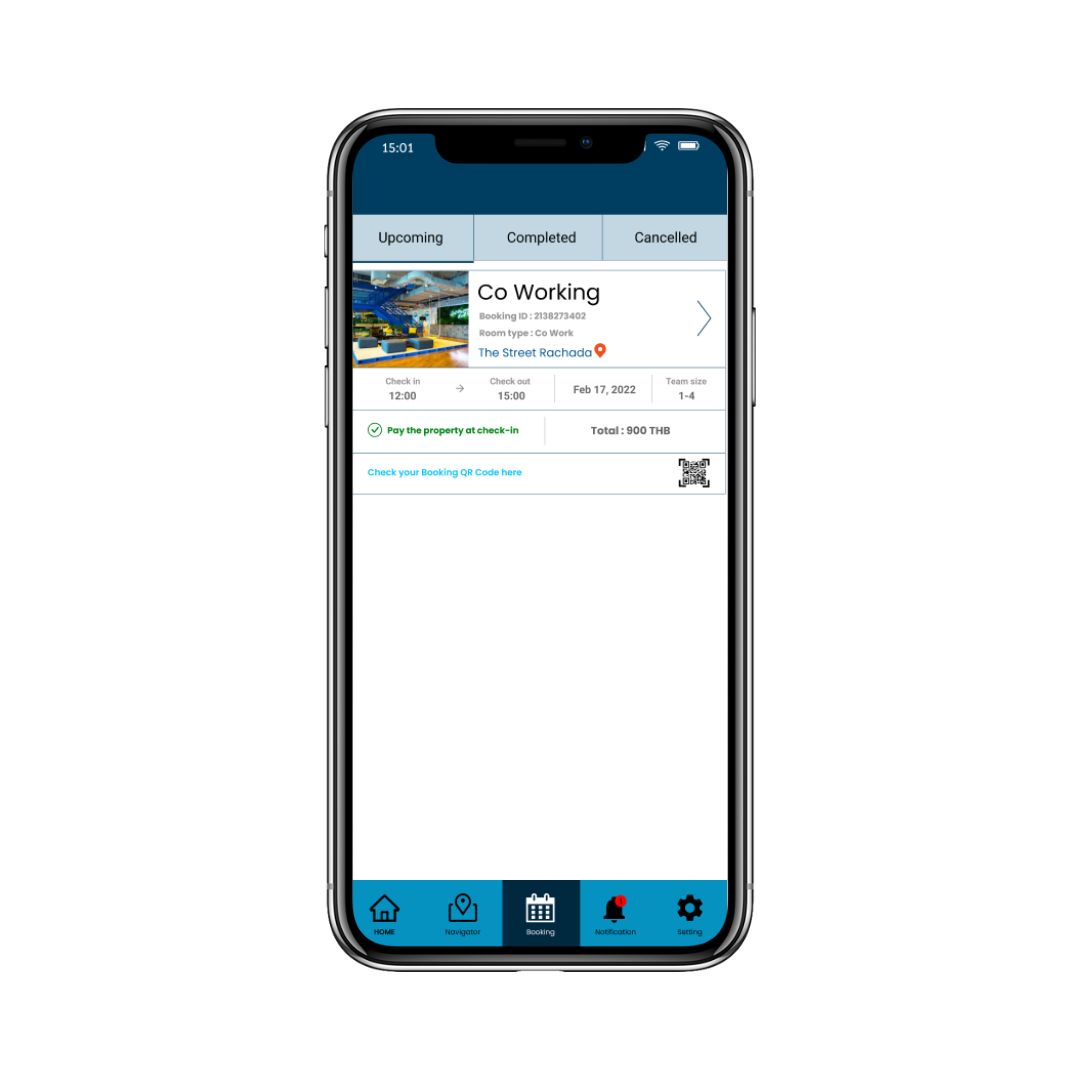 15:01
Upcoming Completed Cancelled
Co Working
Booking ID : 2138273402
Room type : Co Work
The Street Rachada
Check in Check out Team size
12:00 15:00 Feb 17, 2022 1-4
Pay the property at check-in Total : 900 THB
Check your Booking QR Code here
1
HOME Navigator Booking Notification Setting